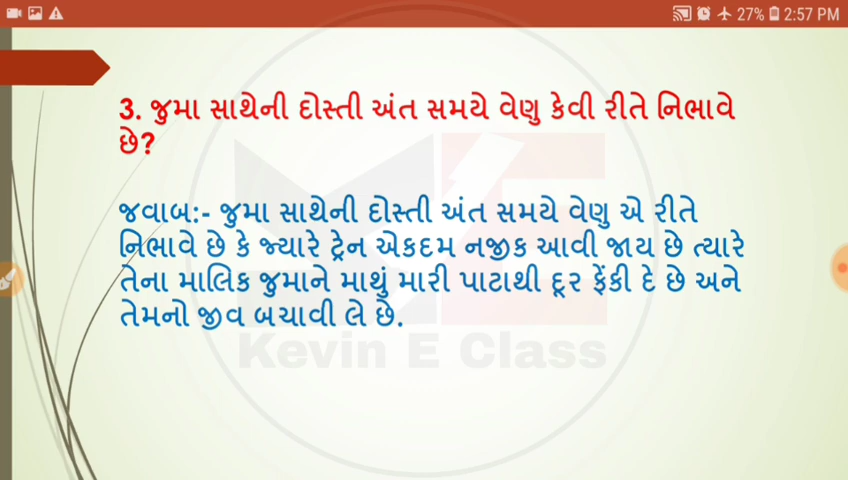 27% 2:57 PM
3. જુમા સાથેની દોસ્તી અંત સમયે વેણુ કેવી રીતે નિભાવે
છે?
જવાબ:- જુમા સાથેની દોસ્તી અંત સમયે વેણુ એ રીતે
નિભાવે છે કે જ્યારે ટ્રેન એકદમ નજીક આવી જાય છે ત્યારે
તેના માલિક જુમાને માથું મારી પાટાથી દૂર ફેંકી દે છે અને
તેમનો જીવ બચાવી લે છે.
Kevin E Class